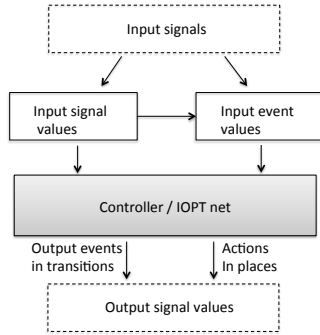 Input signals
Input signal
values
Input event
values
Controller / IOPT net
Output events
in transitions
Actions
In places
Output signal values